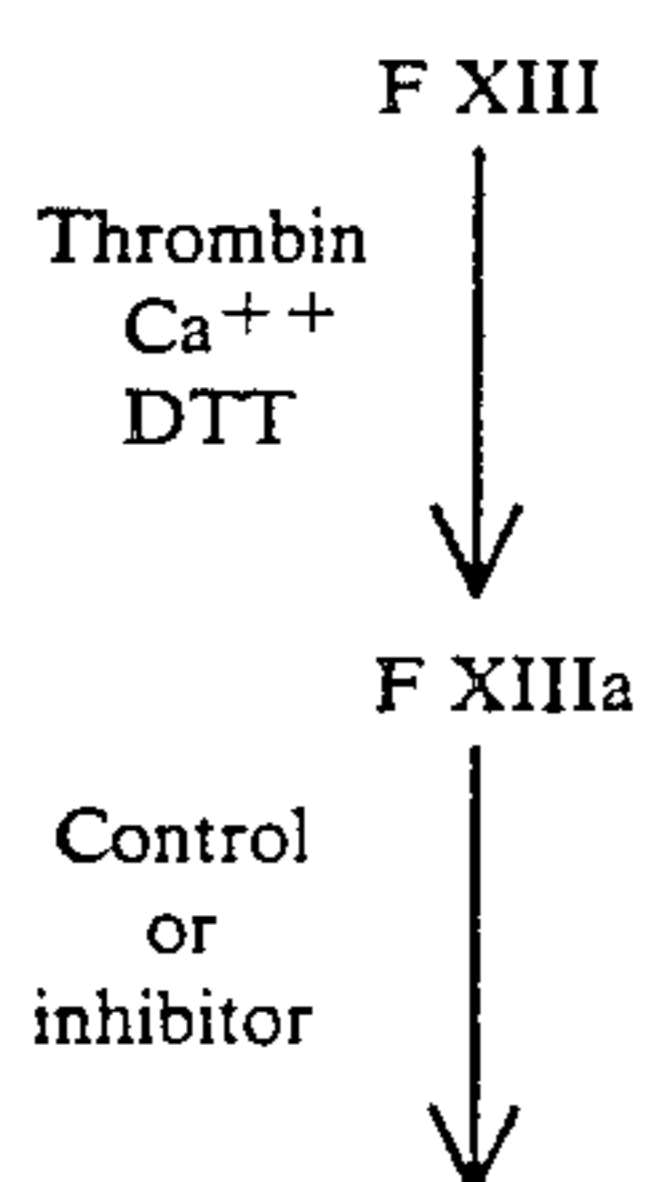 F XIII
Thrombin
Ca++
DTT
F XIIIa
Control
or
inhibitor